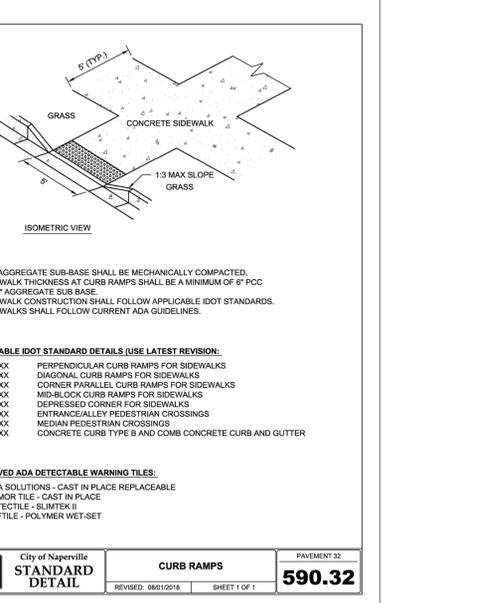 5' (TYP.)
GRASS
CONCRETE SIDEWALK
1:3 MAX SLOPE
GRASS
5'
ISOMETRIC VIEW
AGGREGATE SUB-BASE SHALL BE MECHANICALLY COMPACTED.
WALK THICKNESS AT CURB RAMPS SHALL BE A MINIMUM OF 6" PCC
" AGGREGATE SUB BASE.
WALK CONSTRUCTION SHALL FOLLOW APPLICABLE IDOT STANDARDS.
WALKS SHALL FOLLOW CURRENT ADA GUIDELINES.
ABLE IDOT STANDARD DETAILS (USE LATEST REVISION:
XX PERPENDICULAR CURB RAMPS FOR SIDEWALKS
XX DIAGONAL CURB RAMPS FOR SIDEWALKS
XX CORNER PARALLEL CURB RAMPS FOR SIDEWALKS
XX MID-BLOCK CURB RAMPS FOR SIDEWALKS
XX DEPRESSED CORNER FOR SIDEWALKS
XX ENTRANCE/ALLEY PEDESTRIAN CROSSINGS
XX MEDIAN PEDESTRIAN CROSSINGS
XX CONCRETE CURB TYPE B AND COMB CONCRETE CURB AND GUTTER
VED ADA DETECTABLE WARNING TILES:
A SOLUTIONS - CAST IN PLACE REPLACEABLE
MOR TILE - CAST IN PLACE
TECTILE - SLIMTEK II
FTILE - POLYMER WET-SET
City of Naperville
STANDARD
DETAIL
CURB RAMPS
REVISED: 08/01/2018 SHEET 1 OF 1
PAVEMENT 32
590.32